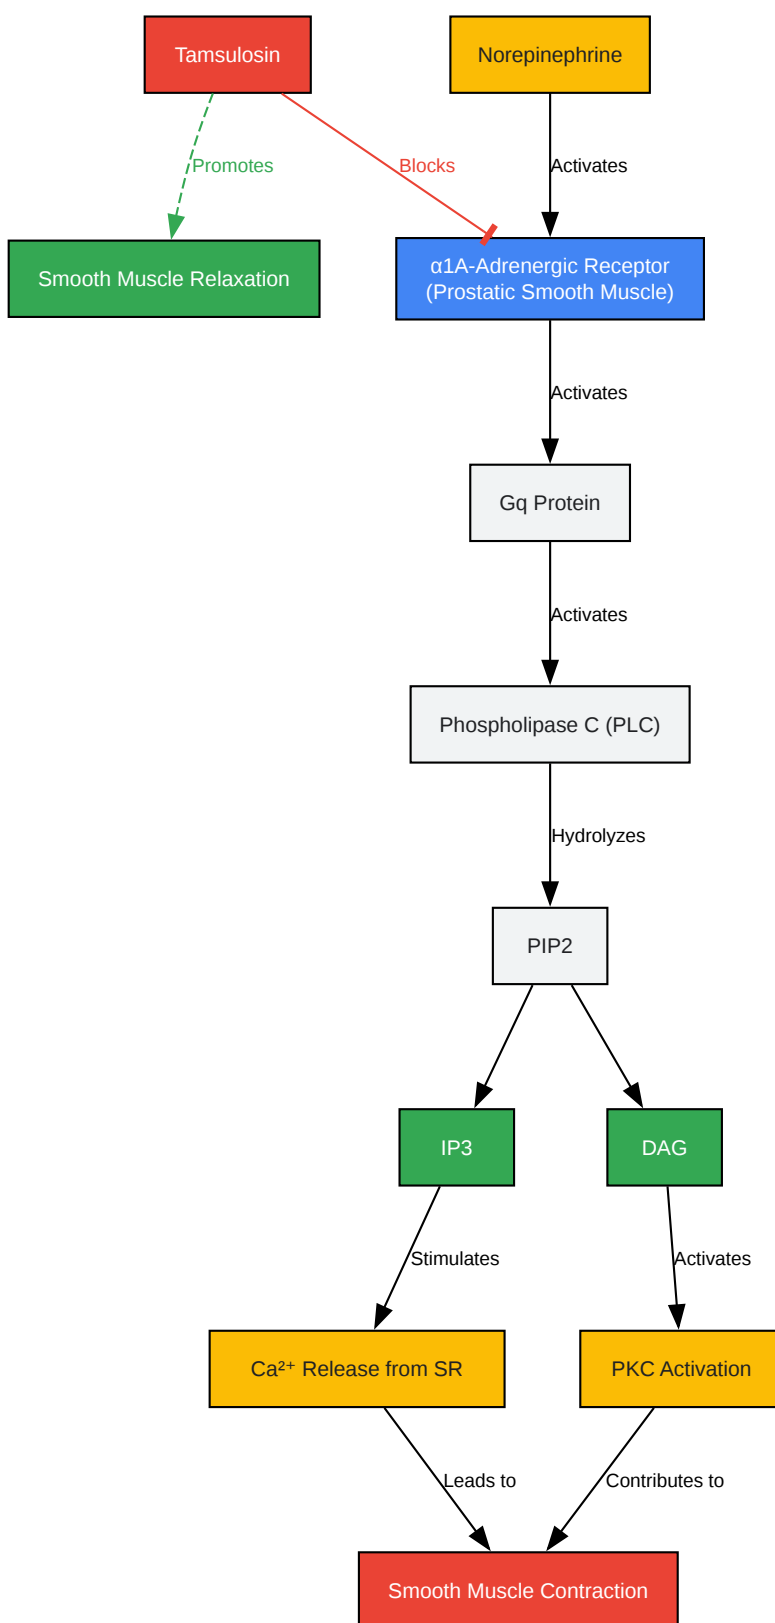 Tamsulosin
Norepinephrine
Promotes
Blocks
Activates
Smooth Muscle Relaxation
α1A-Adrenergic Receptor
(Prostatic Smooth Muscle)
Activates
Gq Protein
Activates
Phospholipase C (PLC)
Hydrolyzes
PIP2
IP3
DAG
Stimulates
Activates
Ca²⁺ Release from SR
PKC Activation
Leads to
Contributes to
Smooth Muscle Contraction